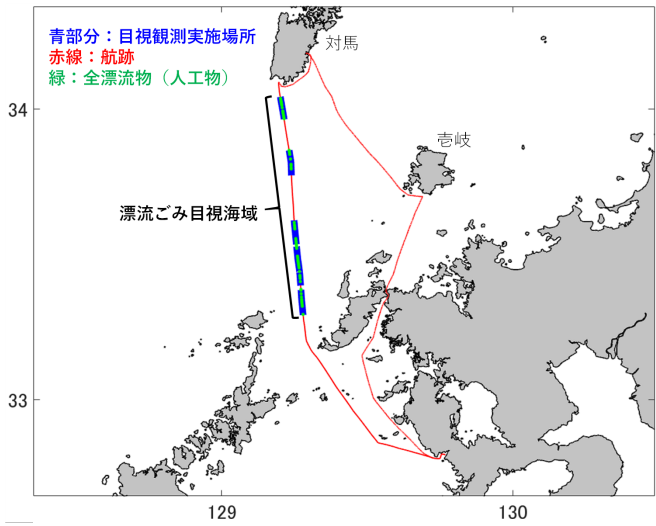 青部分：目視観測実施場所
赤線：航跡
緑：全漂流物（人工物）
対馬
34
壱岐
漂流ごみ目視海域
33
129
130